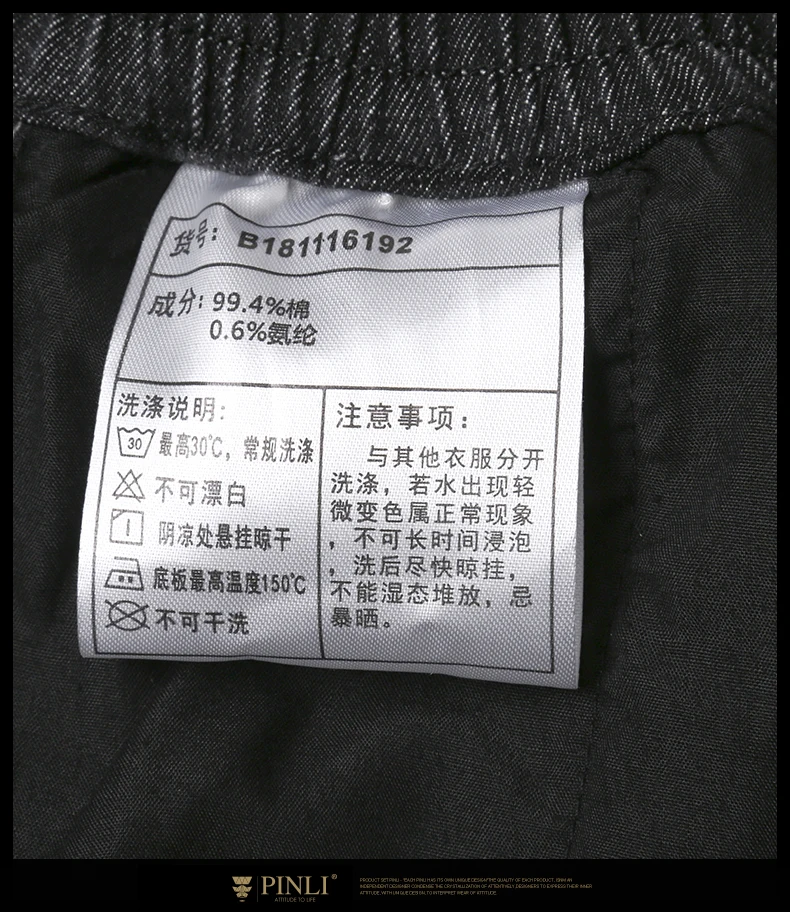 货号: B181116192
成分: 99.4%棉
0.6%氨纶
洗涤说明:
30 最高30℃, 常规洗涤
不可漂白
阴凉处悬挂晾干
底板最高温度150℃
不可干洗
注意事项:
与其他衣服分开
洗涤, 若水出现轻
微变色属正常现象
, 不可长时间浸泡
, 洗后尽快晾挂,
不能湿态堆放, 忌
暴晒。
PINLI®
ATTITUDE TO LIFE